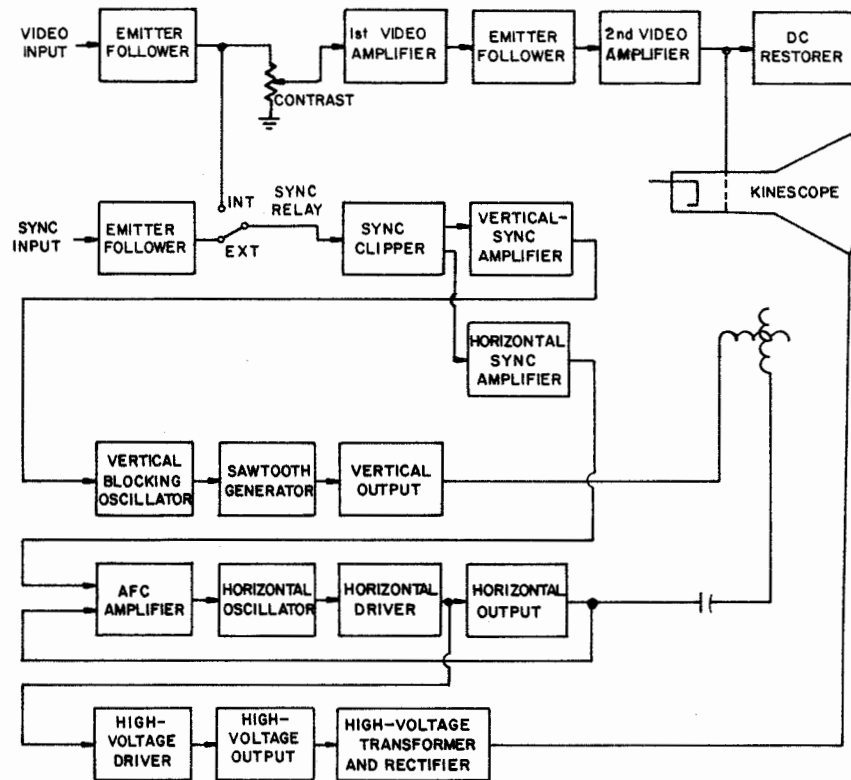 VIDEO
INPUT
EMITTER
FOLLOWER
CONTRAST
1st VIDEO
AMPLIFIER
EMITTER
FOLLOWER
2nd VIDEO
AMPLIFIER
DC
RESTORER
KINESCOPE
SYNC
INPUT
EMITTER
FOLLOWER
INT
EXT
SYNC
RELAY
SYNC
CLIPPER
VERTICAL-
SYNC
AMPLIFIER
HORIZONTAL
SYNC
AMPLIFIER
VERTICAL
BLOCKING
OSCILLATOR
SAWTOOTH
GENERATOR
VERTICAL
OUTPUT
AFC
AMPLIFIER
HORIZONTAL
OSCILLATOR
HORIZONTAL
DRIVER
HORIZONTAL
OUTPUT
HIGH-
VOLTAGE
DRIVER
HIGH-
VOLTAGE
OUTPUT
HIGH-VOLTAGE
TRANSFORMER
AND RECTIFIER